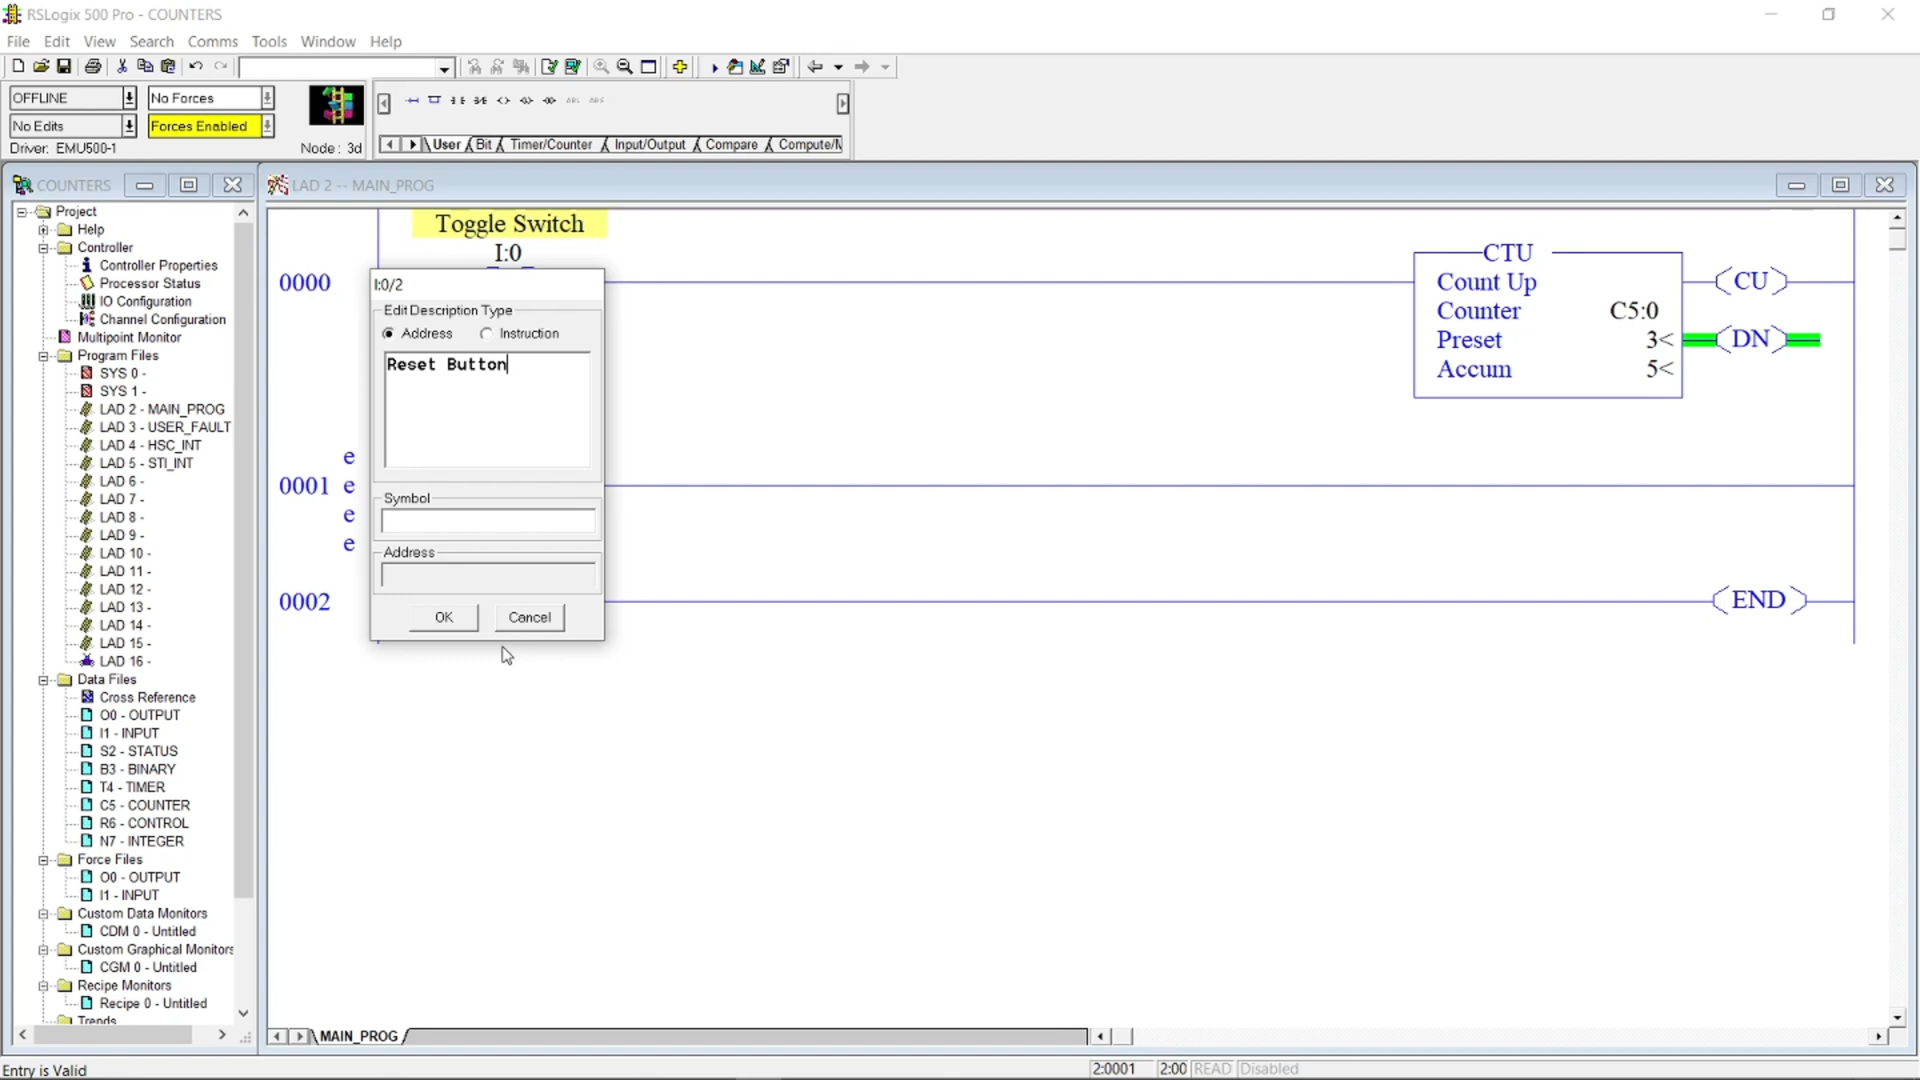 RSLogix 500 Pro - COUNTERS
File Edit View Search Comms Tools Window Help
OFFLINE No Forces
No Edits Forces Enabled
Driver: EMU500-1 Node: 3d
User Bit Timer/Counter Input/Output Compare Compute/M
COUNTERS
Project
Help
Controller
Controller Properties
Processor Status
IO Configuration
Channel Configuration
Multipoint Monitor
Program Files
SYS 0 -
SYS 1 -
LAD 2 - MAIN_PROG
LAD 3 - USER_FAULT
LAD 4 - HSC_INT
LAD 5 - STI_INT
LAD 6 -
LAD 7 -
LAD 8 -
LAD 9 -
LAD 10 -
LAD 11 -
LAD 12 -
LAD 13 -
LAD 14 -
LAD 15 -
LAD 16 -
Data Files
Cross Reference
O0 - OUTPUT
I1 - INPUT
S2 - STATUS
B3 - BINARY
T4 - TIMER
C5 - COUNTER
R6 - CONTROL
N7 - INTEGER
Force Files
O0 - OUTPUT
I1 - INPUT
Custom Data Monitors
CDM 0 - Untitled
Custom Graphical Monitors
CGM 0 - Untitled
Recipe Monitors
Recipe 0 - Untitled
Trends
LAD 2 -- MAIN_PROG
Toggle Switch
I:0
0000
CTU
Count Up
Counter C5:0
Preset 3<
Accum 5<
CU
DN
I:0/2
Edit Description Type
Address Instruction
Reset Button
Symbol
Address
OK Cancel
e
0001 e
e
e
0002
END
MAIN_PROG
Entry is Valid
2:0001 2:00 READ Disabled